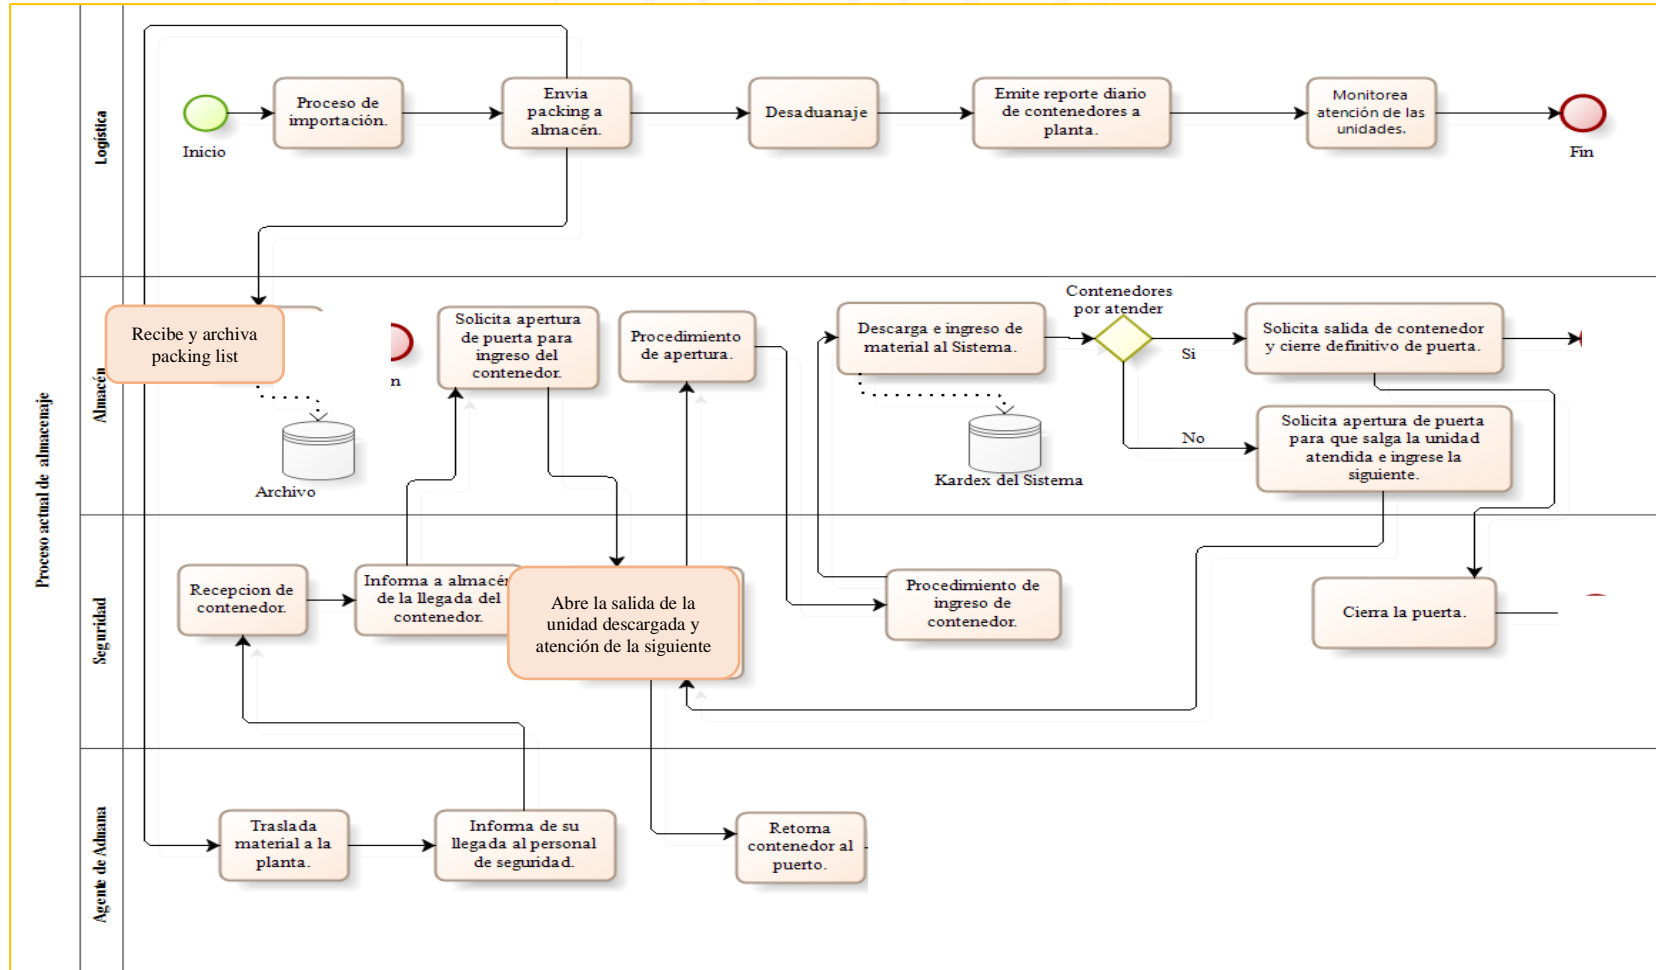 Proceso actual de almacenaje
Logística
Inicio
Proceso de
importación.
Envia
packing a
almacén.
Desaduanaje
Emite reporte diario
de contenedores a
planta.
Monitorea
atención de las
unidades.
Fin
Almacén
Recibe y archiva
packing list
n
Archivo
Solicita apertura
de puerta para
ingreso del
contenedor.
Procedimiento
de apertura.
Descarga e ingreso de
material al Sistema.
Kardex del Sistema
Contenedores
por atender
Si
No
Solicita salida de contenedor
y cierre definitivo de puerta.
Solicita apertura de puerta
para que salga la unidad
atendida e ingrese la
siguiente.
Seguridad
Recepcion de
contenedor.
Informa a almacén
de la llegada del
contenedor.
Abre la salida de la
unidad descargada y
atención de la siguiente
Procedimiento de
ingreso de
contenedor.
Cierra la puerta.
Agente de Aduana
Traslada
material a la
planta.
Informa de su
llegada al personal
de seguridad.
Retorna
contenedor al
puerto.